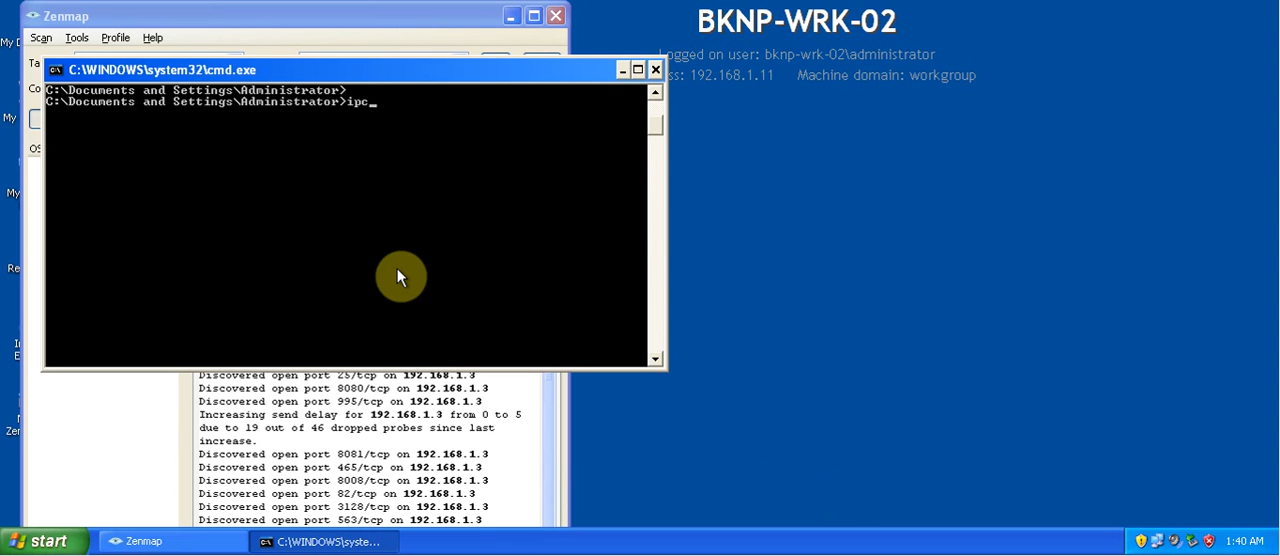 Zenmap
BKNP-WRK-02
Scan Tools Profile Help
Logged on user: bknp-wrk-02\administrator
C:\WINDOWS\system32\cmd.exe
192.168.1.11 Machine domain: workgroup
C:\Documents and Settings\Administrator>
C:\Documents and Settings\Administrator>ipc_
Discovered open port 25/tcp on 192.168.1.3
Discovered open port 8080/tcp on 192.168.1.3
Discovered open port 995/tcp on 192.168.1.3
Increasing send delay for 192.168.1.3 from 0 to 5
due to 19 out of 46 dropped probes since last
increase.
Discovered open port 8081/tcp on 192.168.1.3
Discovered open port 465/tcp on 192.168.1.3
Discovered open port 8008/tcp on 192.168.1.3
Discovered open port 82/tcp on 192.168.1.3
Discovered open port 3128/tcp on 192.168.1.3
Discovered open port 563/tcp on 192.168.1.3
start Zenmap C:\WINDOWS\syste... 1:40 AM